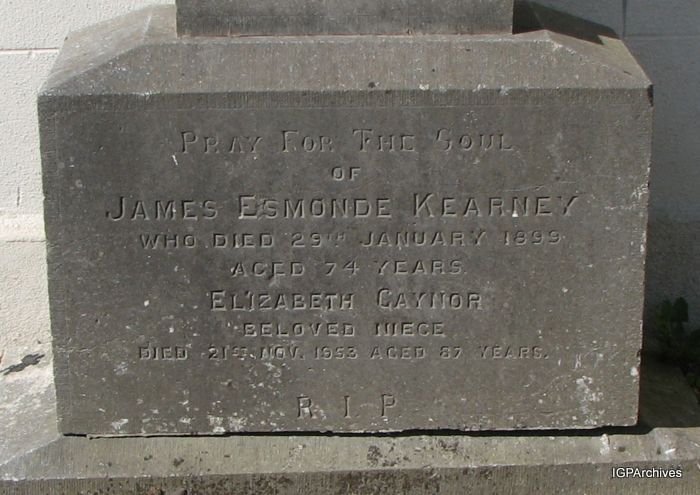 PRAY FOR THE SOUL
OF
JAMES ESMONDE KEARNEY
WHO DIED 29TH JANUARY 1899
AGED 74 YEARS.
ELIZABETH GAYNOR
BELOVED NIECE
DIED 21ST NOV. 1953 AGED 87 YEARS.
R I P
IGPArchives